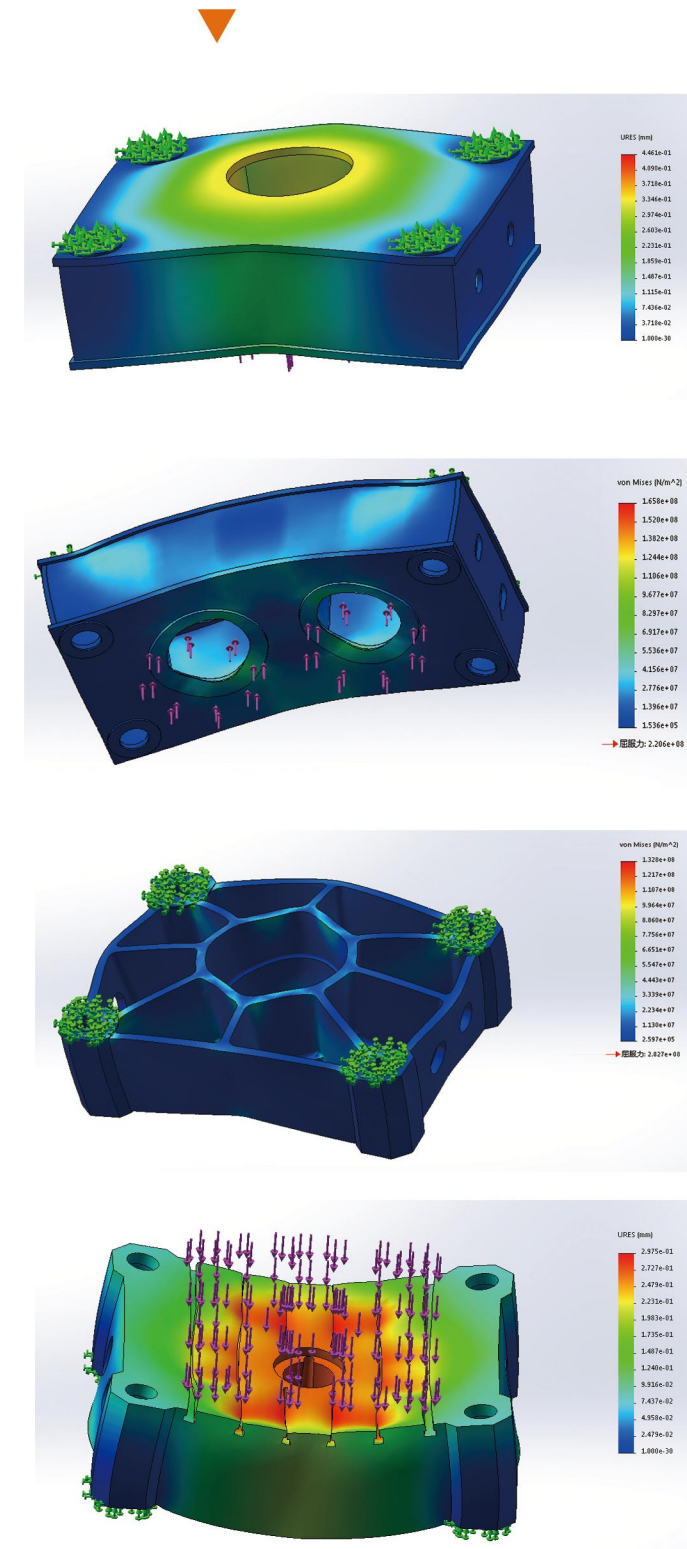 URES (mm)
4.461e-01
4.090e-01
3.718e-01
3.346e-01
2.974e-01
2.603e-01
2.231e-01
1.859e-01
1.487e-01
1.115e-01
7.436e-02
3.718e-02
1.000e-30
von Mises (N/m^2)
1.658e+08
1.520e+08
1.382e+08
1.244e+08
1.106e+08
9.677e+07
8.297e+07
6.917e+07
5.536e+07
4.156e+07
2.776e+07
1.396e+07
1.536e+05
屈服力: 2.206e+08
von Mises (N/m^2)
1.328e+08
1.217e+08
1.107e+08
9.964e+07
8.860e+07
7.756e+07
6.651e+07
5.547e+07
4.443e+07
3.339e+07
2.234e+07
1.130e+07
2.597e+05
屈服力: 2.827e+08
URES (mm)
2.975e-01
2.727e-01
2.479e-01
2.231e-01
1.983e-01
1.735e-01
1.487e-01
1.240e-01
9.916e-02
7.437e-02
4.958e-02
2.479e-02
1.000e-30